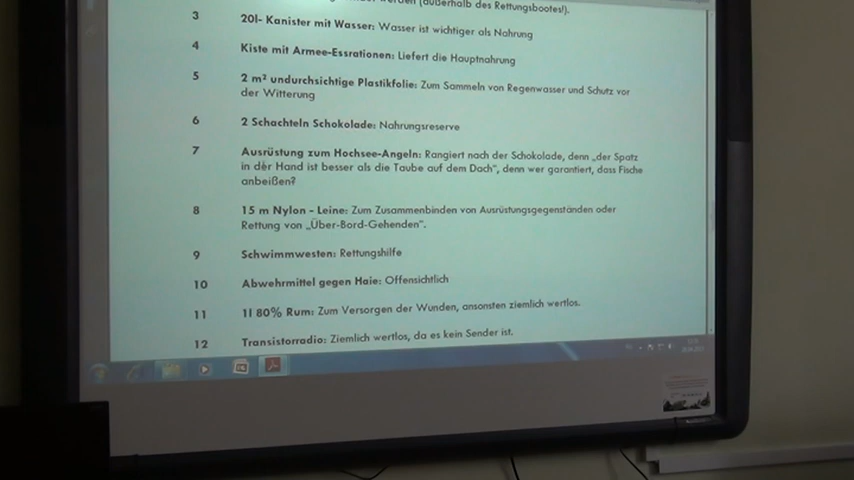 werden (außerhalb des Rettungsbootes!).
3 20l- Kanister mit Wasser: Wasser ist wichtiger als Nahrung
4 Kiste mit Armee-Essrationen: Liefert die Hauptnahrung
5 2 m² undurchsichtige Plastikfolie: Zum Sammeln von Regenwasser und Schutz vor
der Witterung
6 2 Schachteln Schokolade: Nahrungsreserve
7 Ausrüstung zum Hochsee-Angeln: Rangiert nach der Schokolade, denn „der Spatz
in der Hand ist besser als die Taube auf dem Dach“, denn wer garantiert, dass Fische
anbeißen?
8 15 m Nylon - Leine: Zum Zusammenbinden von Ausrüstungsgegenständen oder
Rettung von „Über-Bord-Gehenden“.
9 Schwimmwesten: Rettungshilfe
10 Abwehrmittel gegen Haie: Offensichtlich
11 1l 80% Rum: Zum Versorgen der Wunden, ansonsten ziemlich wertlos.
12 Transistorradio: Ziemlich wertlos, da es kein Sender ist.